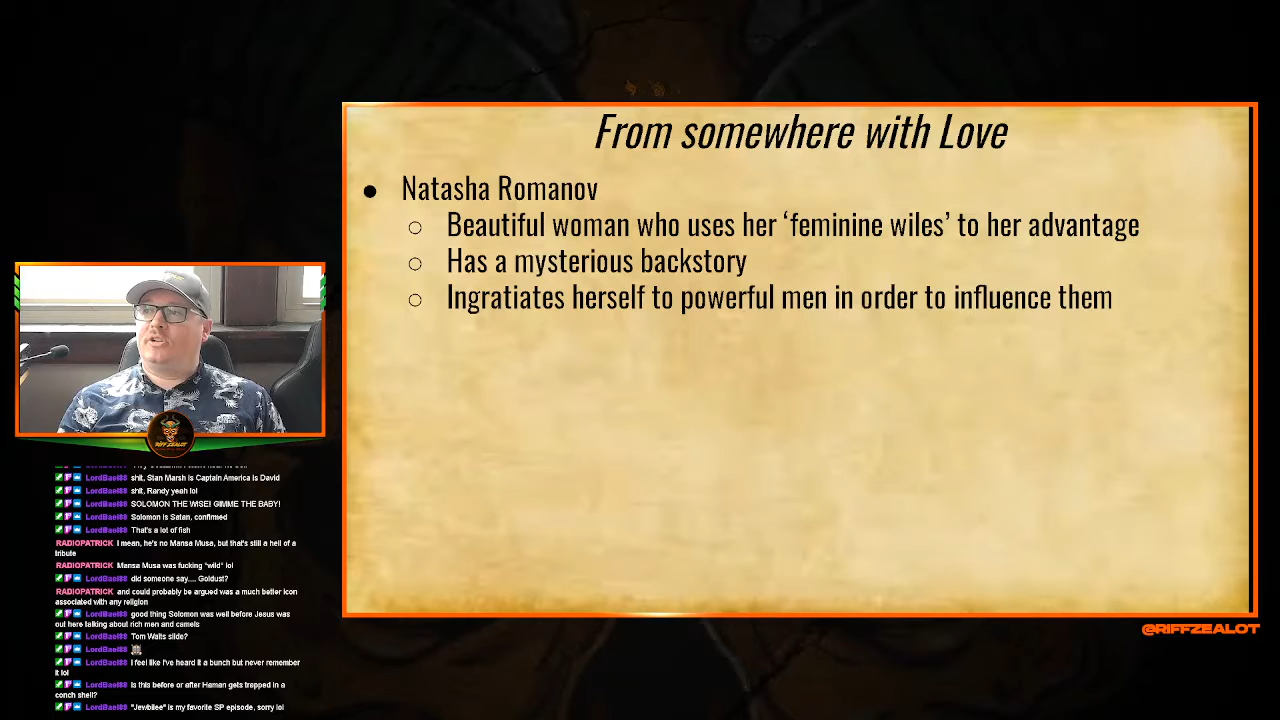 From somewhere with Love
● Natasha Romanov
○ Beautiful woman who uses her ‘feminine wiles’ to her advantage
○ Has a mysterious backstory
○ Ingratiates herself to powerful men in order to influence them
RIFF ZEALOT
LordBael88 shit, Stan Marsh is Captain America is David
LordBael88 shit, Randy yeah lol
LordBael88 SOLOMON THE WISE! GIMME THE BABY!
LordBael88 Solomon is Satan, confirmed
LordBael88 That's a lot of fish
RADIOPATRICK I mean, he's no Mansa Musa, but that's still a hell of a
tribute
RADIOPATRICK Mansa Musa was fucking "wild" lol
LordBael88 did someone say.... Goldust?
RADIOPATRICK and could probably be argued was a much better icon
associated with any religion
LordBael88 good thing Solomon was well before Jesus was
out here talking about rich men and camels
LordBael88 Tom Waits slide?
LordBael88
LordBael88 I feel like I've heard it a bunch but never remember
it lol
LordBael88 Is this before or after Haman gets trapped in a
conch shell?
LordBael88 "Jewbilee" is my favorite SP episode, sorry lol
@RIFFZEALOT